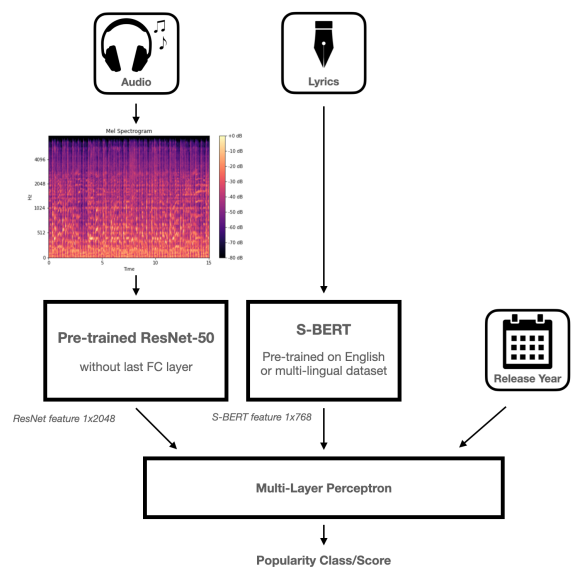 Audio
Lyrics
Mel Spectrogram
+0 dB
-10 dB
-20 dB
-30 dB
-40 dB
-50 dB
-60 dB
-70 dB
-80 dB
4096
2048
1024
512
0
Hz
0 5 10 15
Time
Pre-trained ResNet-50
without last FC layer
S-BERT
Pre-trained on English
or multi-lingual dataset
Release Year
ResNet feature 1x2048
S-BERT feature 1x768
Multi-Layer Perceptron
Popularity Class/Score